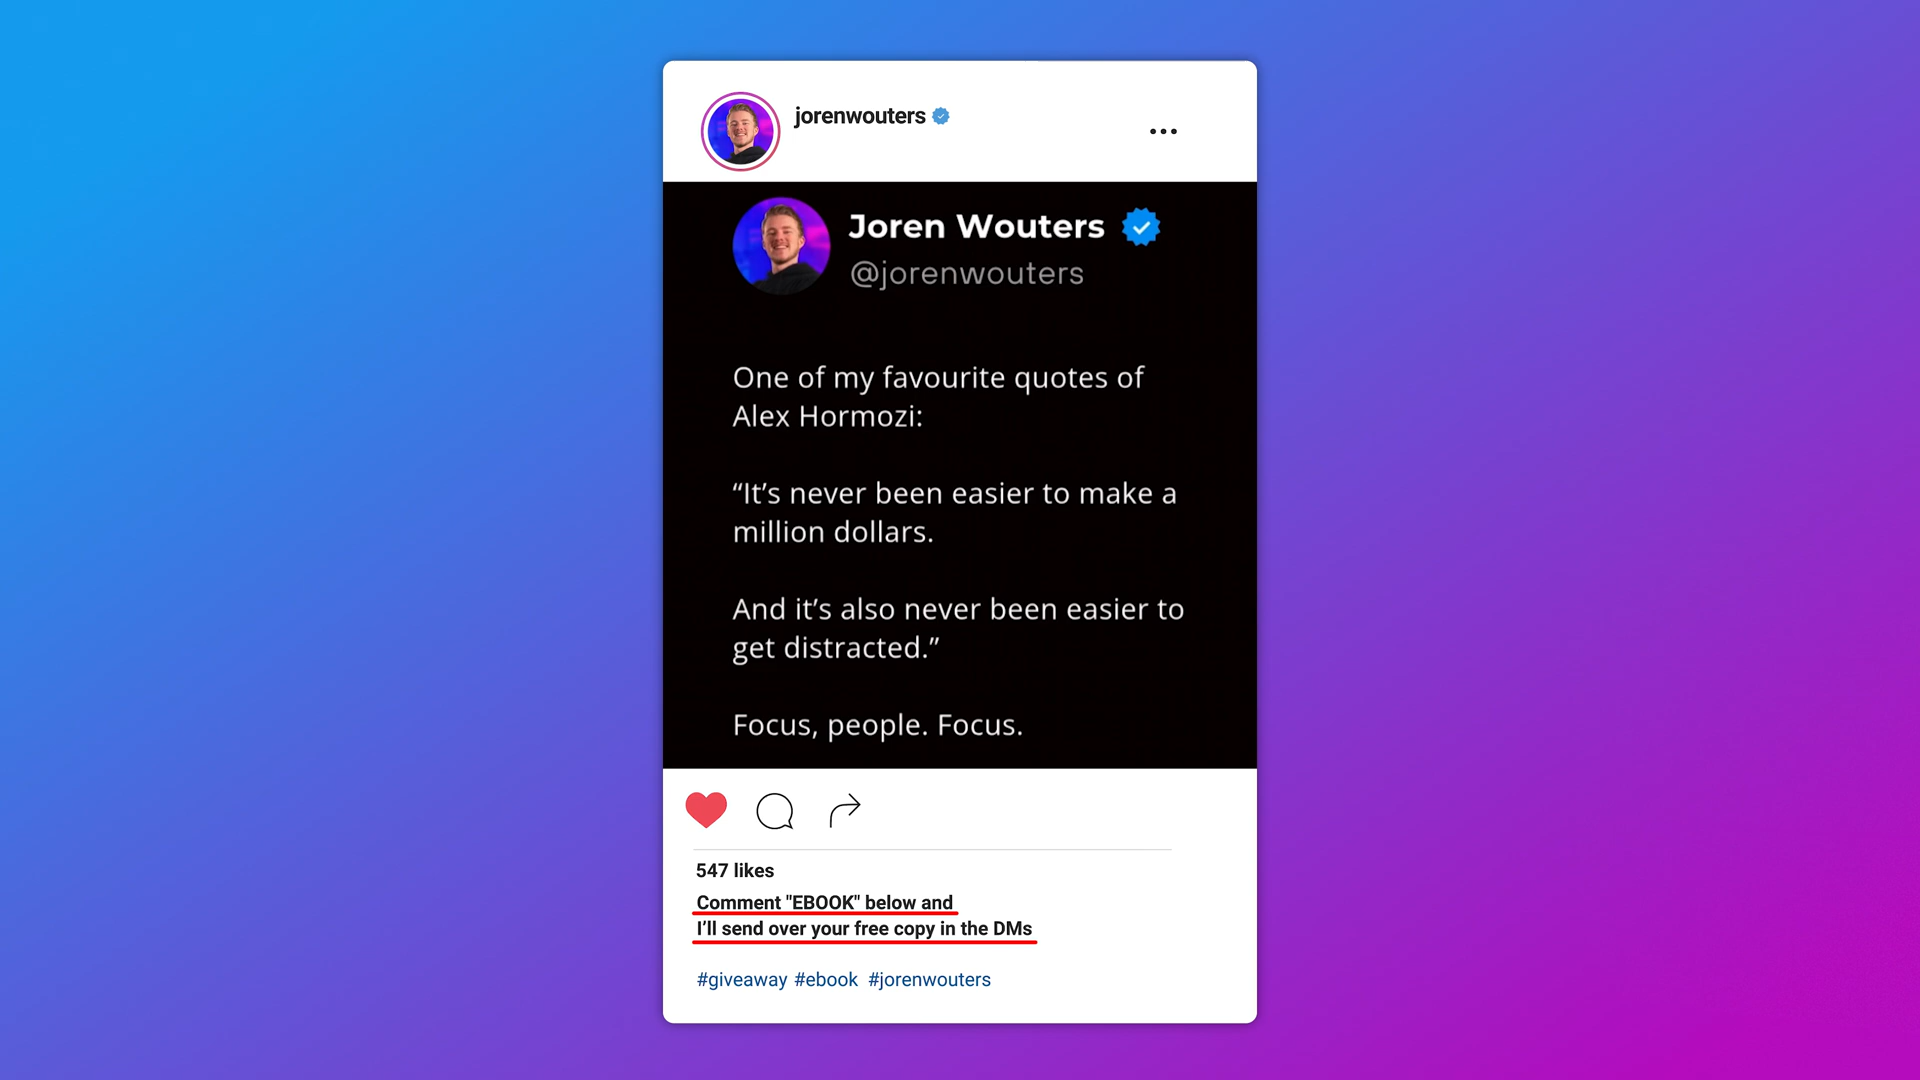 jorenwouters
Joren Wouters
@jorenwouters
One of my favourite quotes of
Alex Hormozi:
“It’s never been easier to make a
million dollars.
And it’s also never been easier to
get distracted.”
Focus, people. Focus.
547 likes
Comment "EBOOK" below and
I’ll send over your free copy in the DMs
#giveaway #ebook #jorenwouters